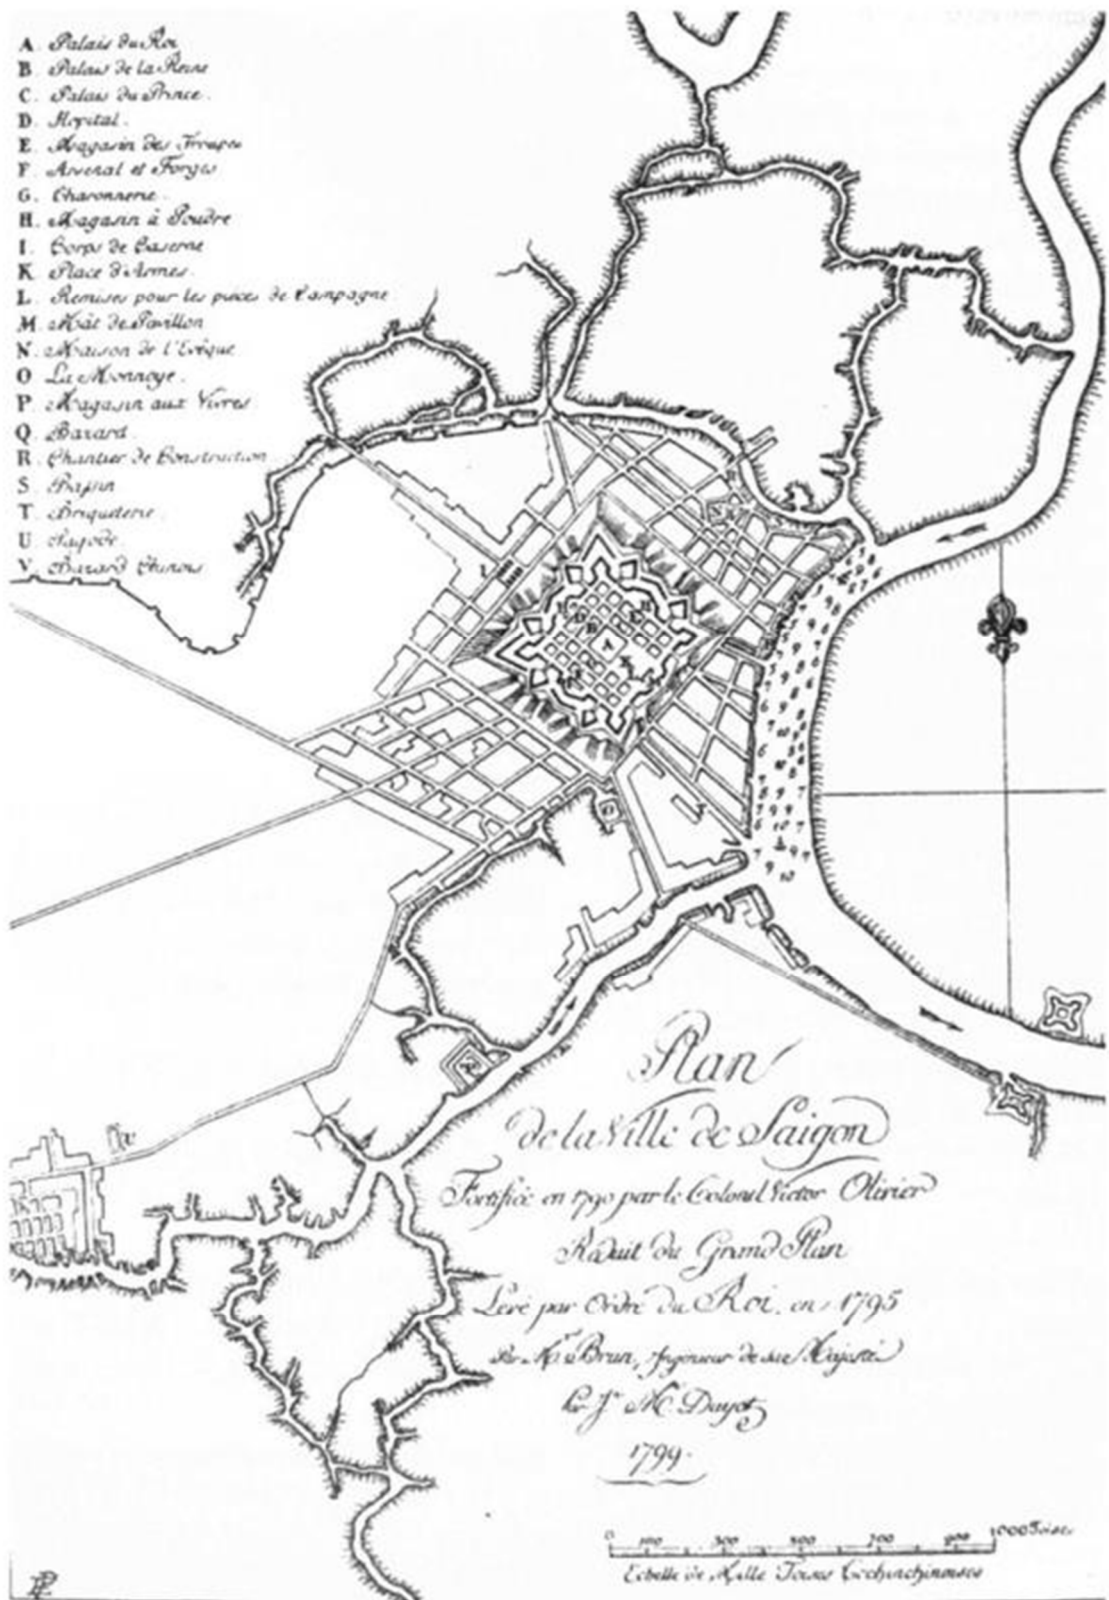 A. Palais du Roi
B. Palais de la Reine
C. Palais du Prince.
D. Hopital.
E. Magasin des Troupes
F. Arsenal et Forges
G. Charonnerie.
H. Magasin à Poudre
I. Corps de Caserne
K. Place d'Armes.
L. Remises pour les pieces de Campagne
M. Mât de Pavillon
N. Maison de l'Evêque
O. La Monnoye.
P. Magasin aux Vivres.
Q. Bazard.
R. Chantier de Construction
S. Bassin
T. Briqueterie.
U. Pagode.
V. Bazard Chinois
Plan
de la Ville de Saigon
Fortifiée en 1790 par le Colonel Victor Olivier
Réduit du Grand Plan
Levé par Ordre du Roi en 1795
Par Mr Brun, Ingenieur de sa Majesté
Par Jn Mie Dayot
1799.
0 100 300 500 700 900 1000 Toises
Echelle de Mille Toises Cochinchinoises